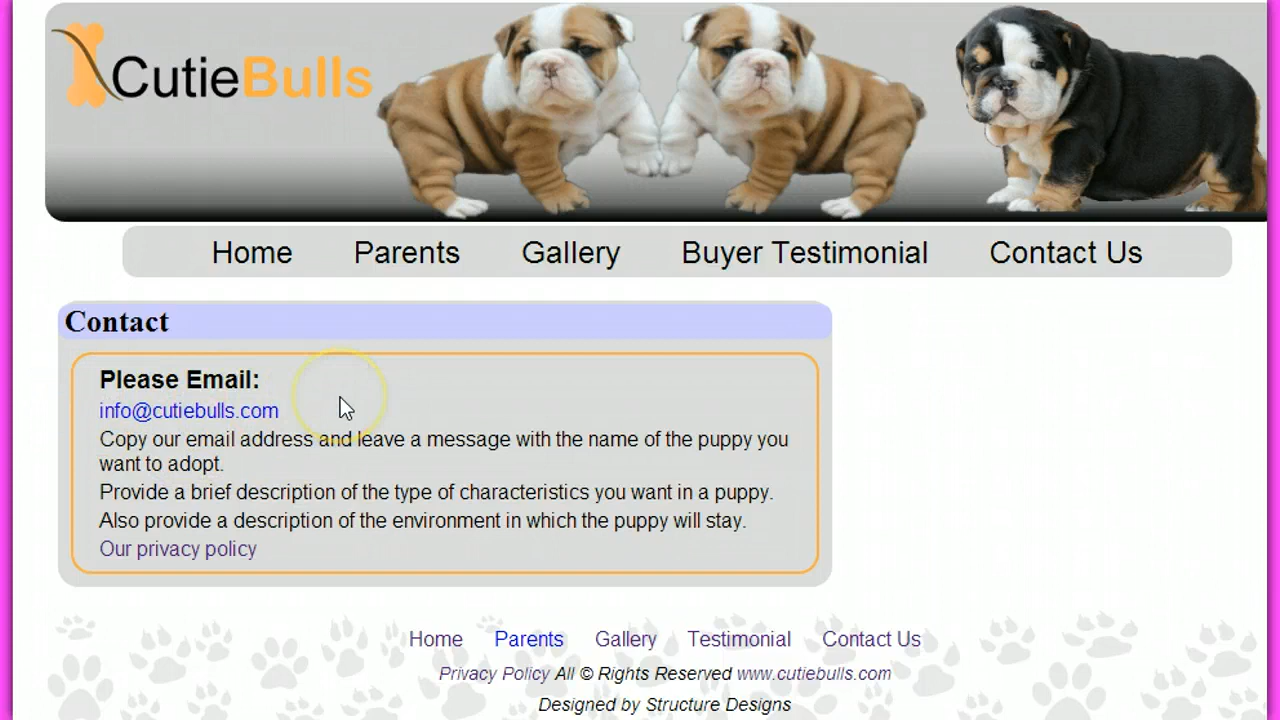 CutieBulls
Home Parents Gallery Buyer Testimonial Contact Us
Contact
Please Email:
info@cutiebulls.com
Copy our email address and leave a message with the name of the puppy you
want to adopt.
Provide a brief description of the type of characteristics you want in a puppy.
Also provide a description of the environment in which the puppy will stay.
Our privacy policy
Home Parents Gallery Testimonial Contact Us
Privacy Policy All © Rights Reserved www.cutiebulls.com
Designed by Structure Designs